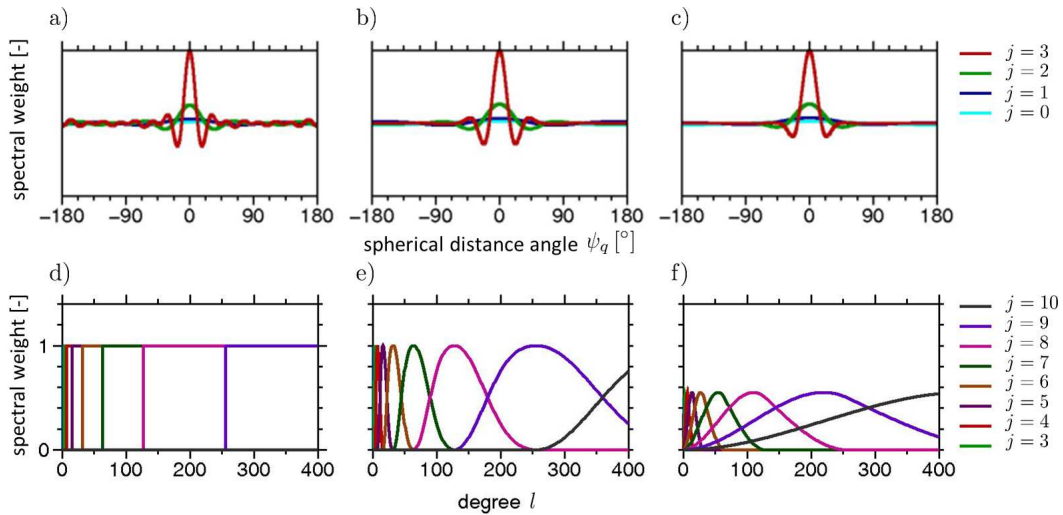 a)
b)
c)
spectral weight [-]
−180 −90 0 90 180
−180 −90 0 90 180
−180 −90 0 90 180
j = 3
j = 2
j = 1
j = 0
spherical distance angle ψq [°]
d)
e)
f)
spectral weight [-]
1
0
0 100 200 300 400
0 100 200 300 400
0 100 200 300 400
j = 10
j = 9
j = 8
j = 7
j = 6
j = 5
j = 4
j = 3
degree l